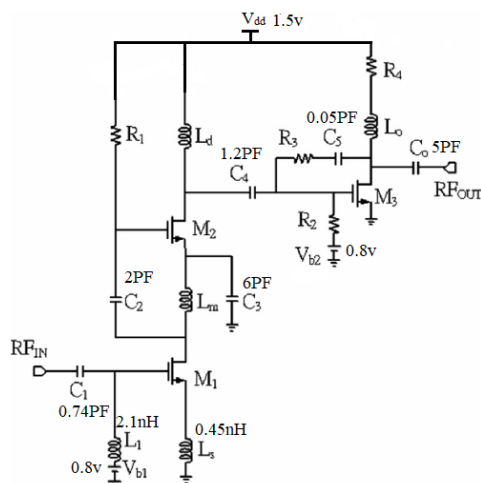 Vdd 1.5v
R4
0.05PF
R1
Ld
1.2PF
R3
C5
Lo
Co 5PF
C4
M3
RFOUT
M2
R2
Vb2
0.8v
2PF
6PF
C2
Lm
C3
RFIN
C1
M1
0.74PF
2.1nH
0.45nH
L1
Ls
0.8v
Vb1